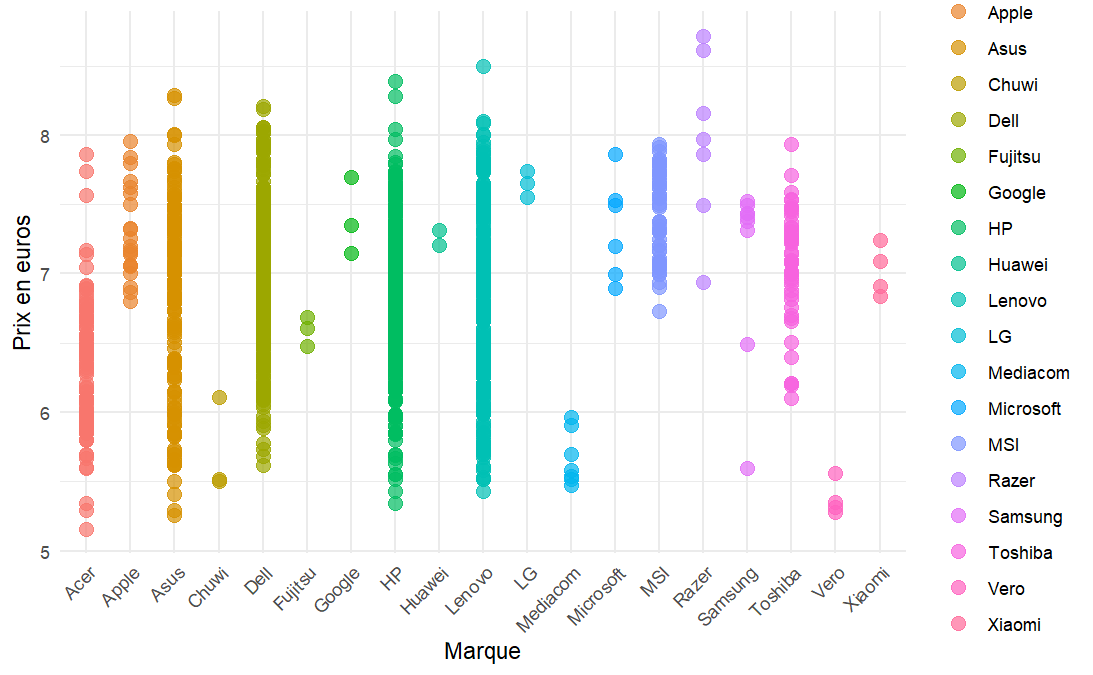 Prix en euros
8
7
6
5
Acer
Apple
Asus
Chuwi
Dell
Fujitsu
Google
HP
Huawei
Lenovo
LG
Mediacom
Microsoft
MSI
Razer
Samsung
Toshiba
Vero
Xiaomi
Marque
Apple
Asus
Chuwi
Dell
Fujitsu
Google
HP
Huawei
Lenovo
LG
Mediacom
Microsoft
MSI
Razer
Samsung
Toshiba
Vero
Xiaomi